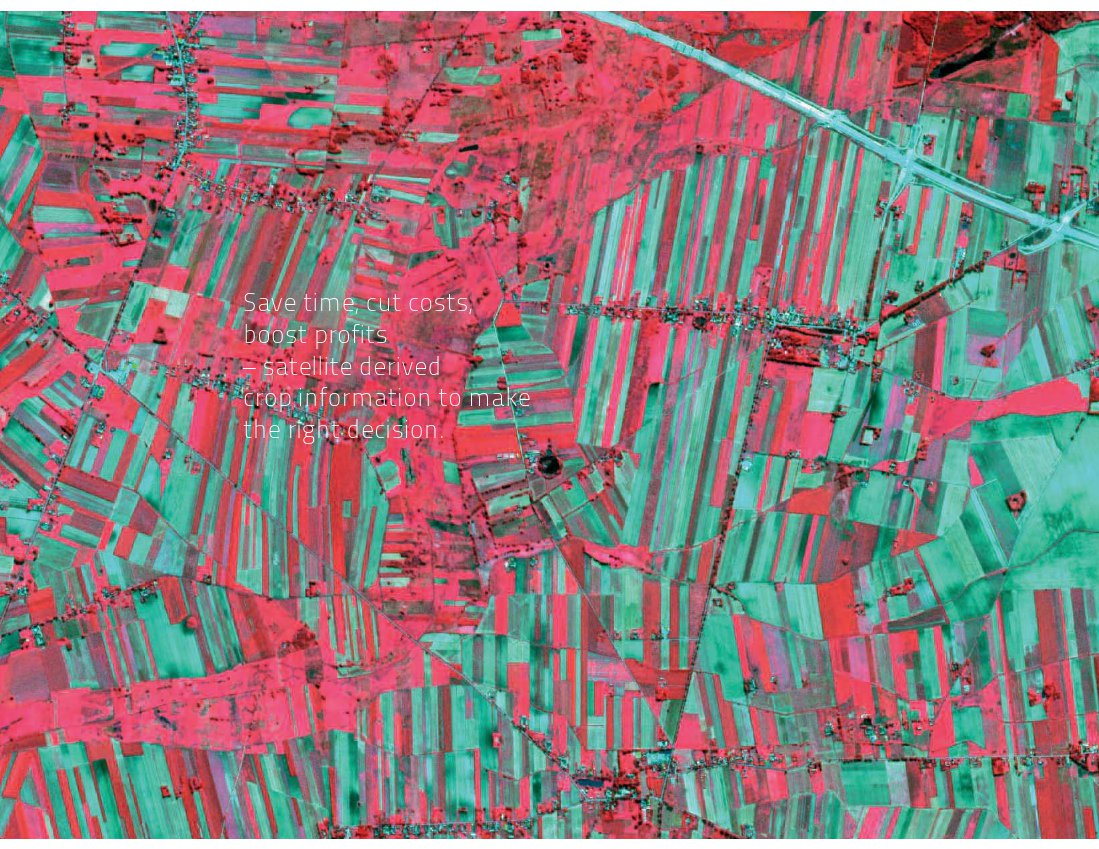 Save time, cut costs,
boost profits
– satellite derived
crop information to make
the right decision.